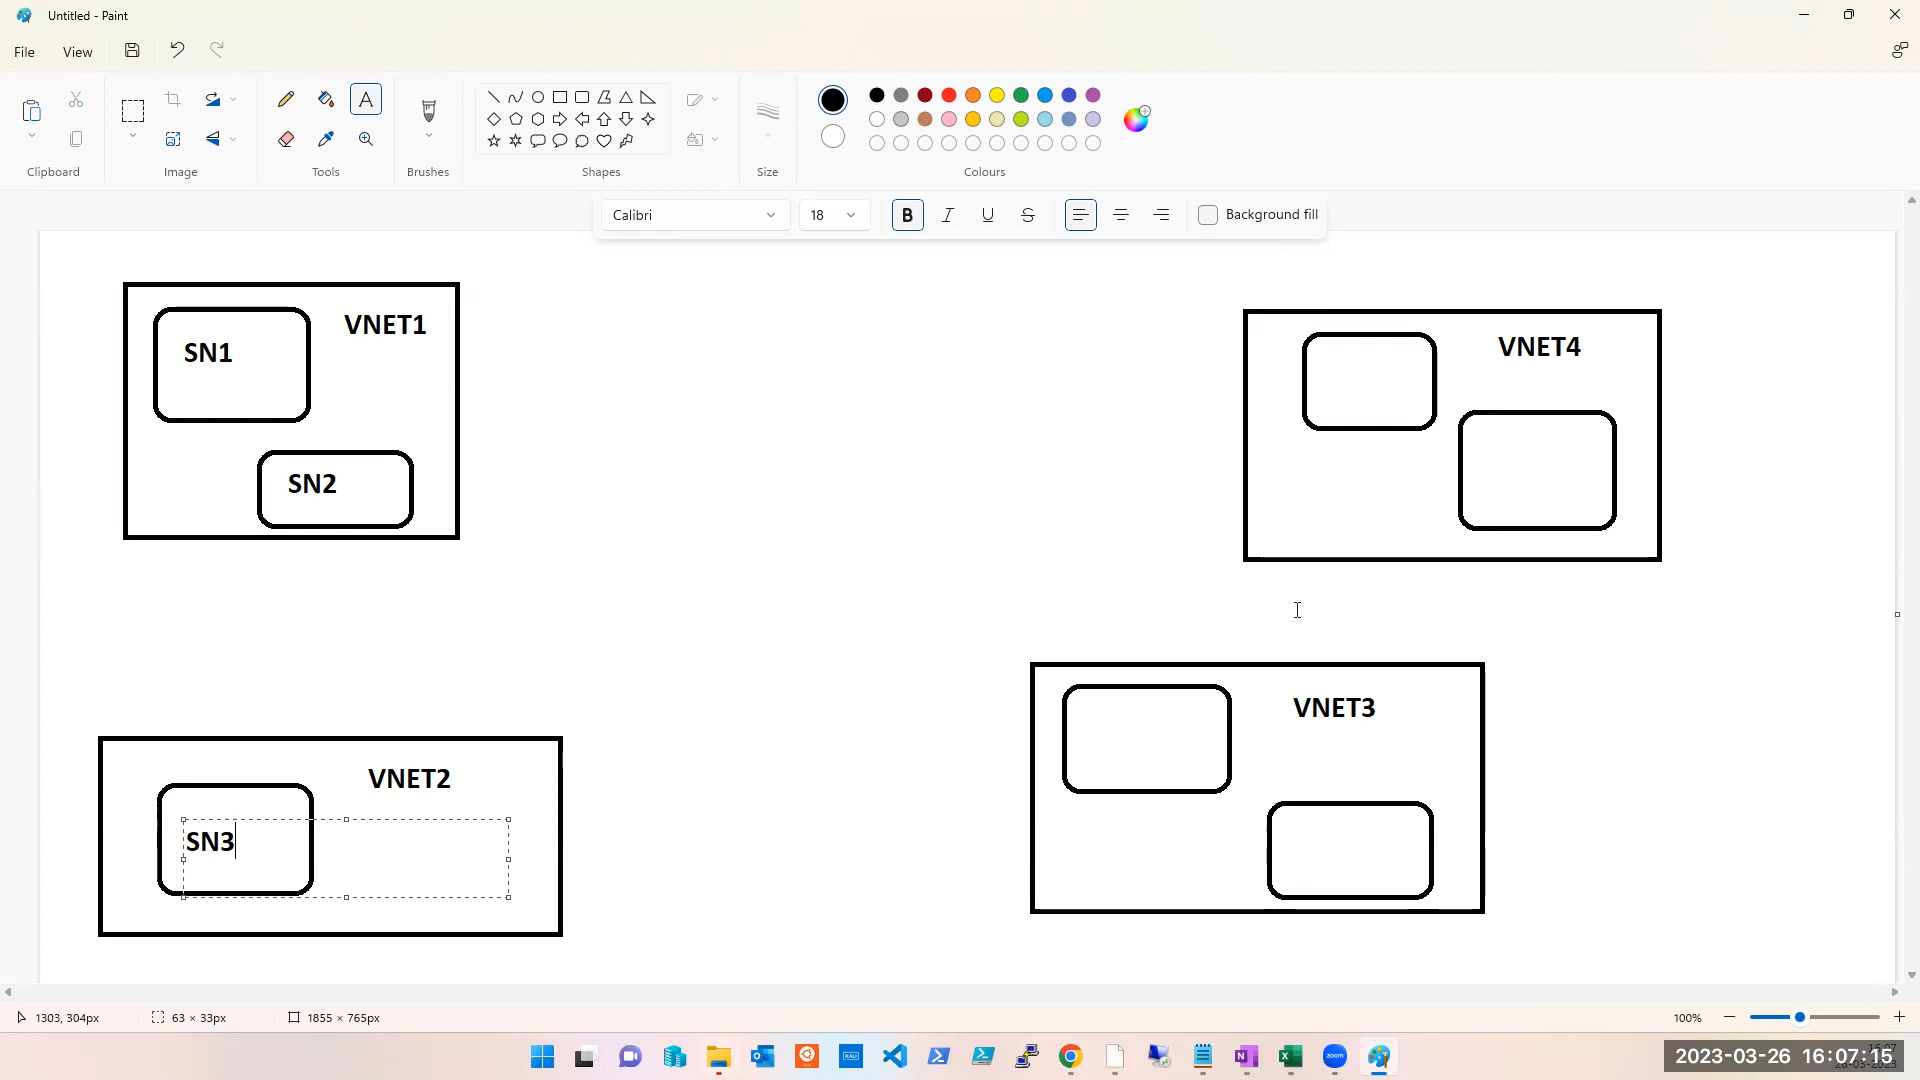 Untitled - Paint
File
View
Clipboard
Image
Tools
Brushes
Shapes
Size
Colours
Calibri
18
B
I
U
S
Background fill
VNET1
SN1
SN2
VNET4
VNET2
SN3
VNET3
1303, 304px
63 × 33px
1855 × 765px
100%
zoom
2023-03-26 16:07:15